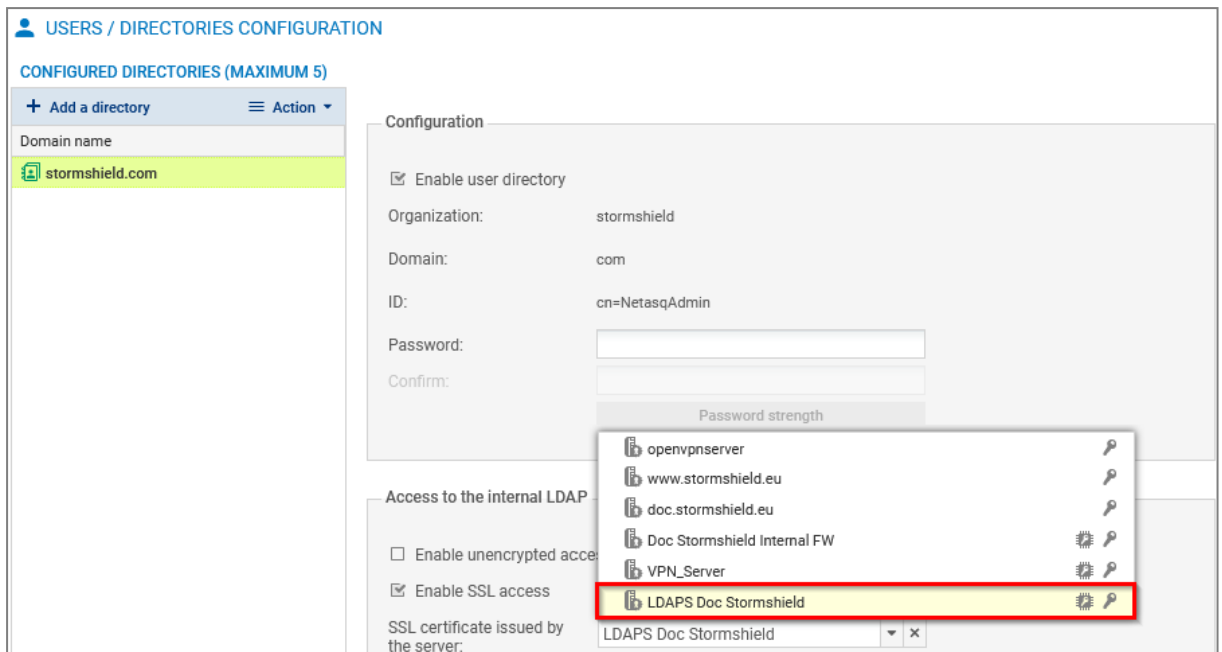 USERS / DIRECTORIES CONFIGURATION
CONFIGURED DIRECTORIES (MAXIMUM 5)
+ Add a directory
Action
Domain name
stormshield.com
Configuration
Enable user directory
Organization: stormshield
Domain: com
ID: cn=NetasqAdmin
Password:
Confirm:
Password strength
openvpnserver
www.stormshield.eu
doc.stormshield.eu
Doc Stormshield Internal FW
VPN_Server
LDAPS Doc Stormshield
Access to the internal LDAP
Enable unencrypted acce
Enable SSL access
SSL certificate issued by
the server:
LDAPS Doc Stormshield